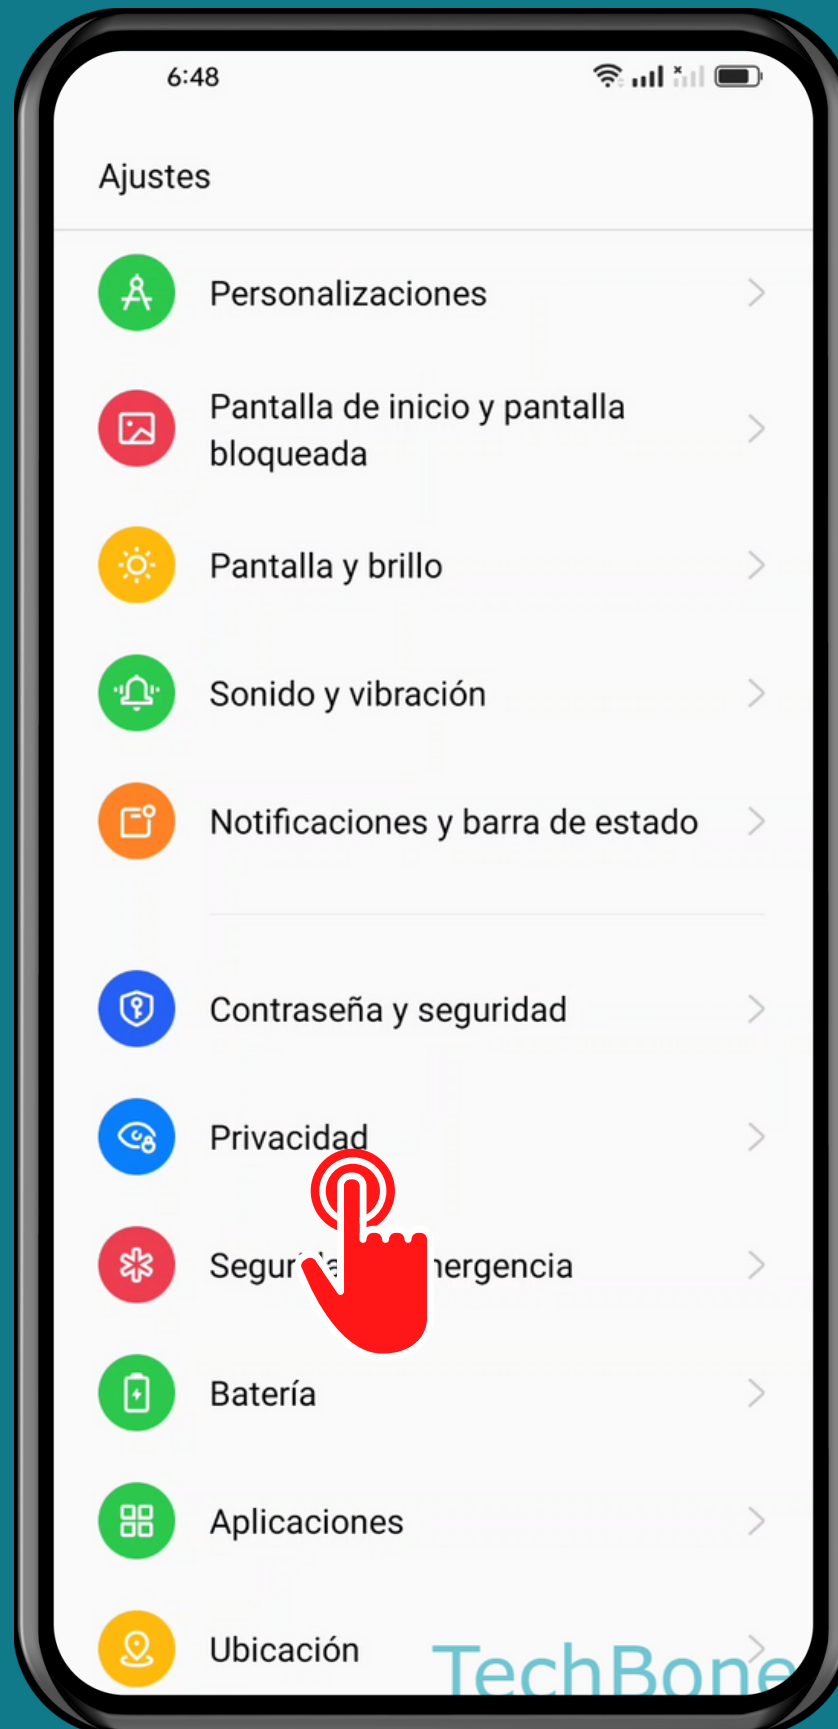 6:48
Ajustes
Personalizaciones
Pantalla de inicio y pantalla
bloqueada
Pantalla y brillo
Sonido y vibración
Notificaciones y barra de estado
Contraseña y seguridad
Privacidad
Batería
Aplicaciones
Ubicación
TechBone